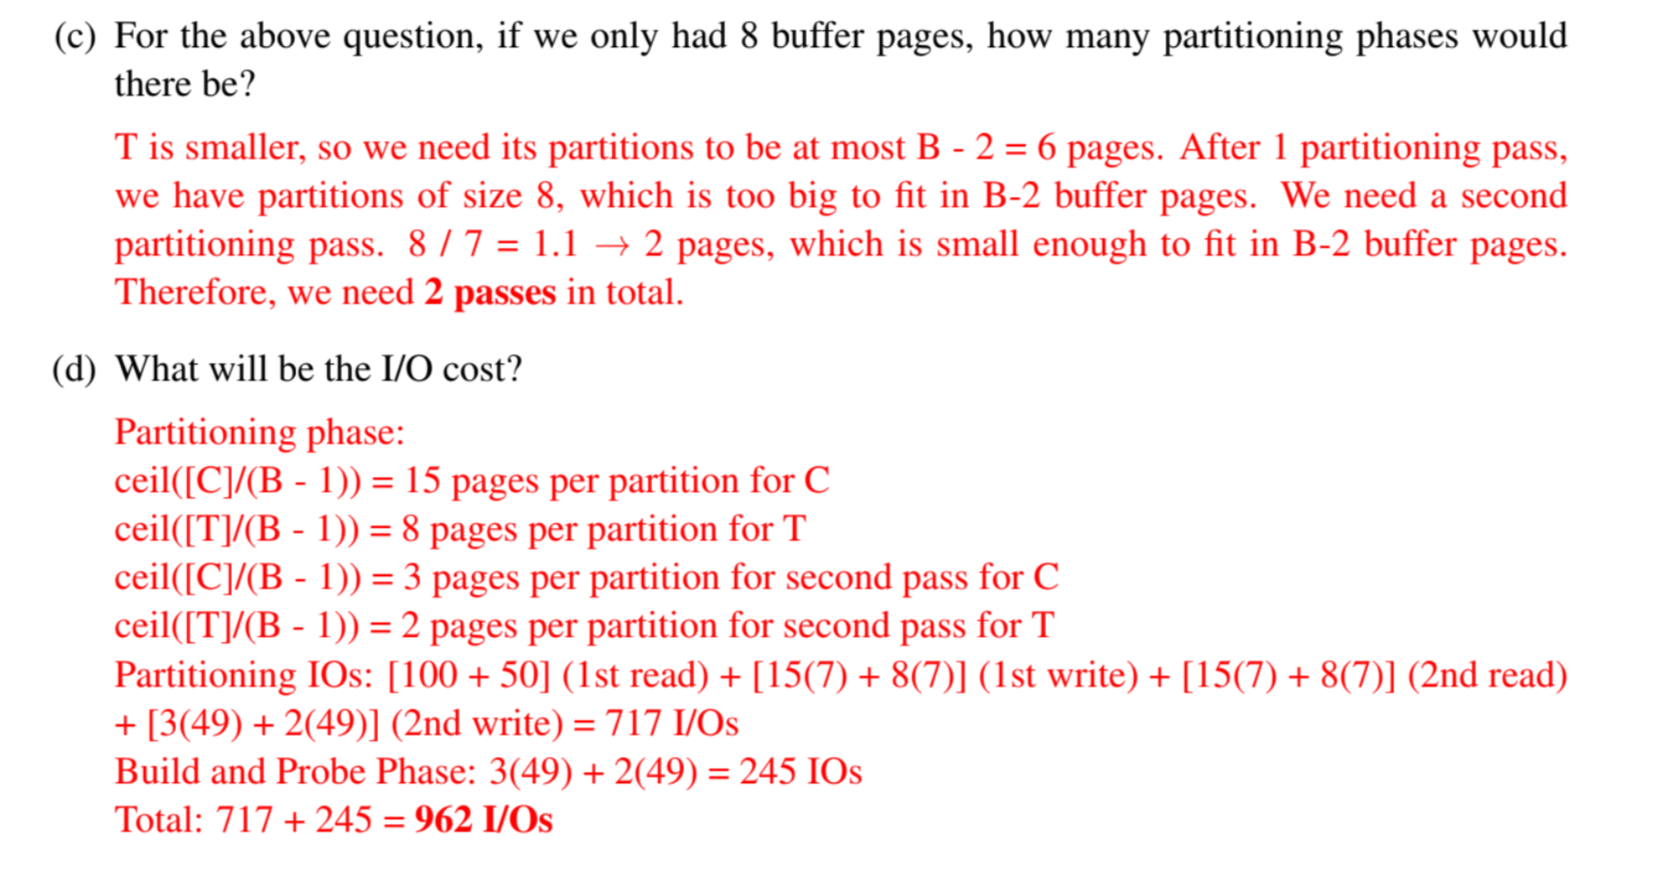 (c) For the above question, if we only had 8 buffer pages, how many partitioning phases would
there be?
T is smaller, so we need its partitions to be at most B - 2 = 6 pages. After 1 partitioning pass,
we have partitions of size 8, which is too big to fit in B-2 buffer pages. We need a second
partitioning pass. 8 / 7 = 1.1 → 2 pages, which is small enough to fit in B-2 buffer pages.
Therefore, we need 2 passes in total.
(d) What will be the I/O cost?
Partitioning phase:
ceil([C]/(B - 1)) = 15 pages per partition for C
ceil([T]/(B - 1)) = 8 pages per partition for T
ceil([C]/(B - 1)) = 3 pages per partition for second pass for C
ceil([T]/(B - 1)) = 2 pages per partition for second pass for T
Partitioning IOs: [100 + 50] (1st read) + [15(7) + 8(7)] (1st write) + [15(7) + 8(7)] (2nd read)
+ [3(49) + 2(49)] (2nd write) = 717 I/Os
Build and Probe Phase: 3(49) + 2(49) = 245 IOs
Total: 717 + 245 = 962 I/Os